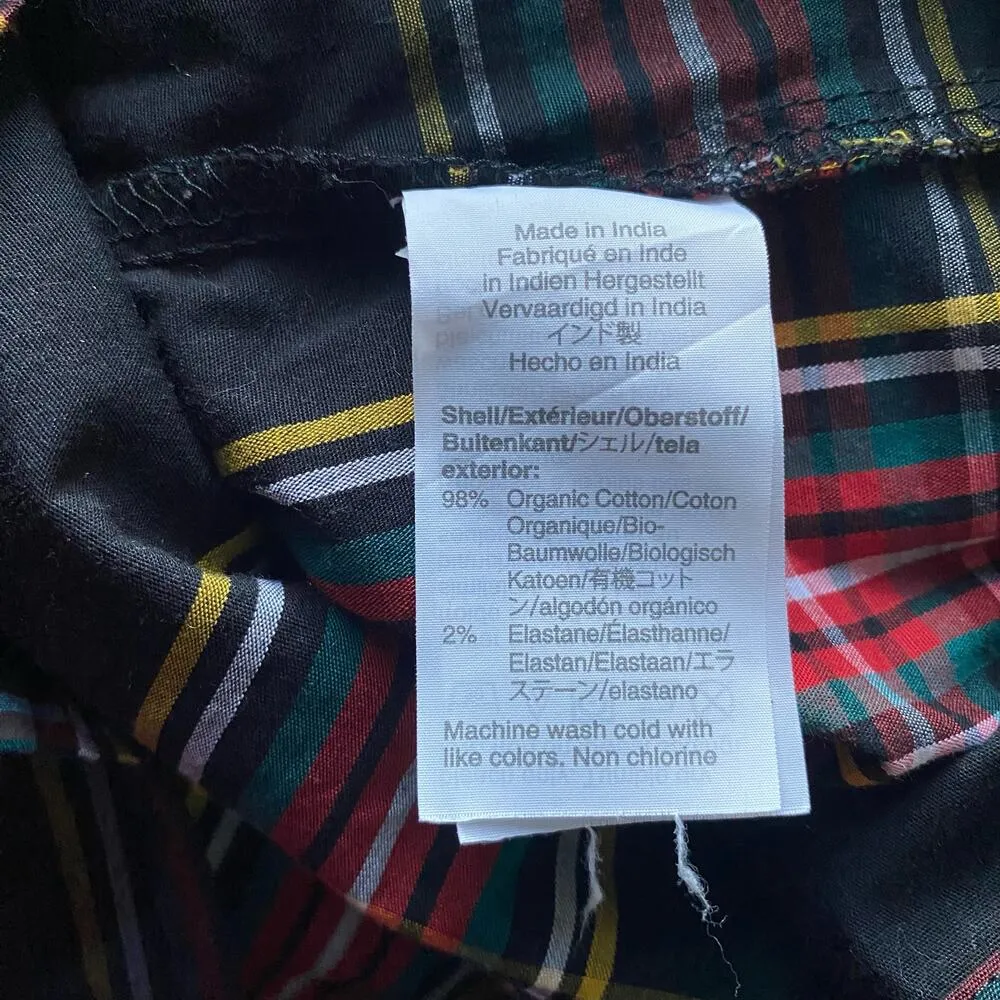 Made in India
Fabriqué en Inde
in Indien Hergestellt
Vervaardigd in India
インド製
Hecho en India
Shell/Extérieur/Oberstoff/
Buitenkant/シェル/tela
exterior:
98% Organic Cotton/Coton
Organique/Bio-
Baumwolle/Biologisch
Katoen/有機コット
ン/algodón orgánico
2% Elastane/Élasthanne/
Elastan/Elastaan/エラ
ステーン/elastano
Machine wash cold with
like colors. Non chlorine